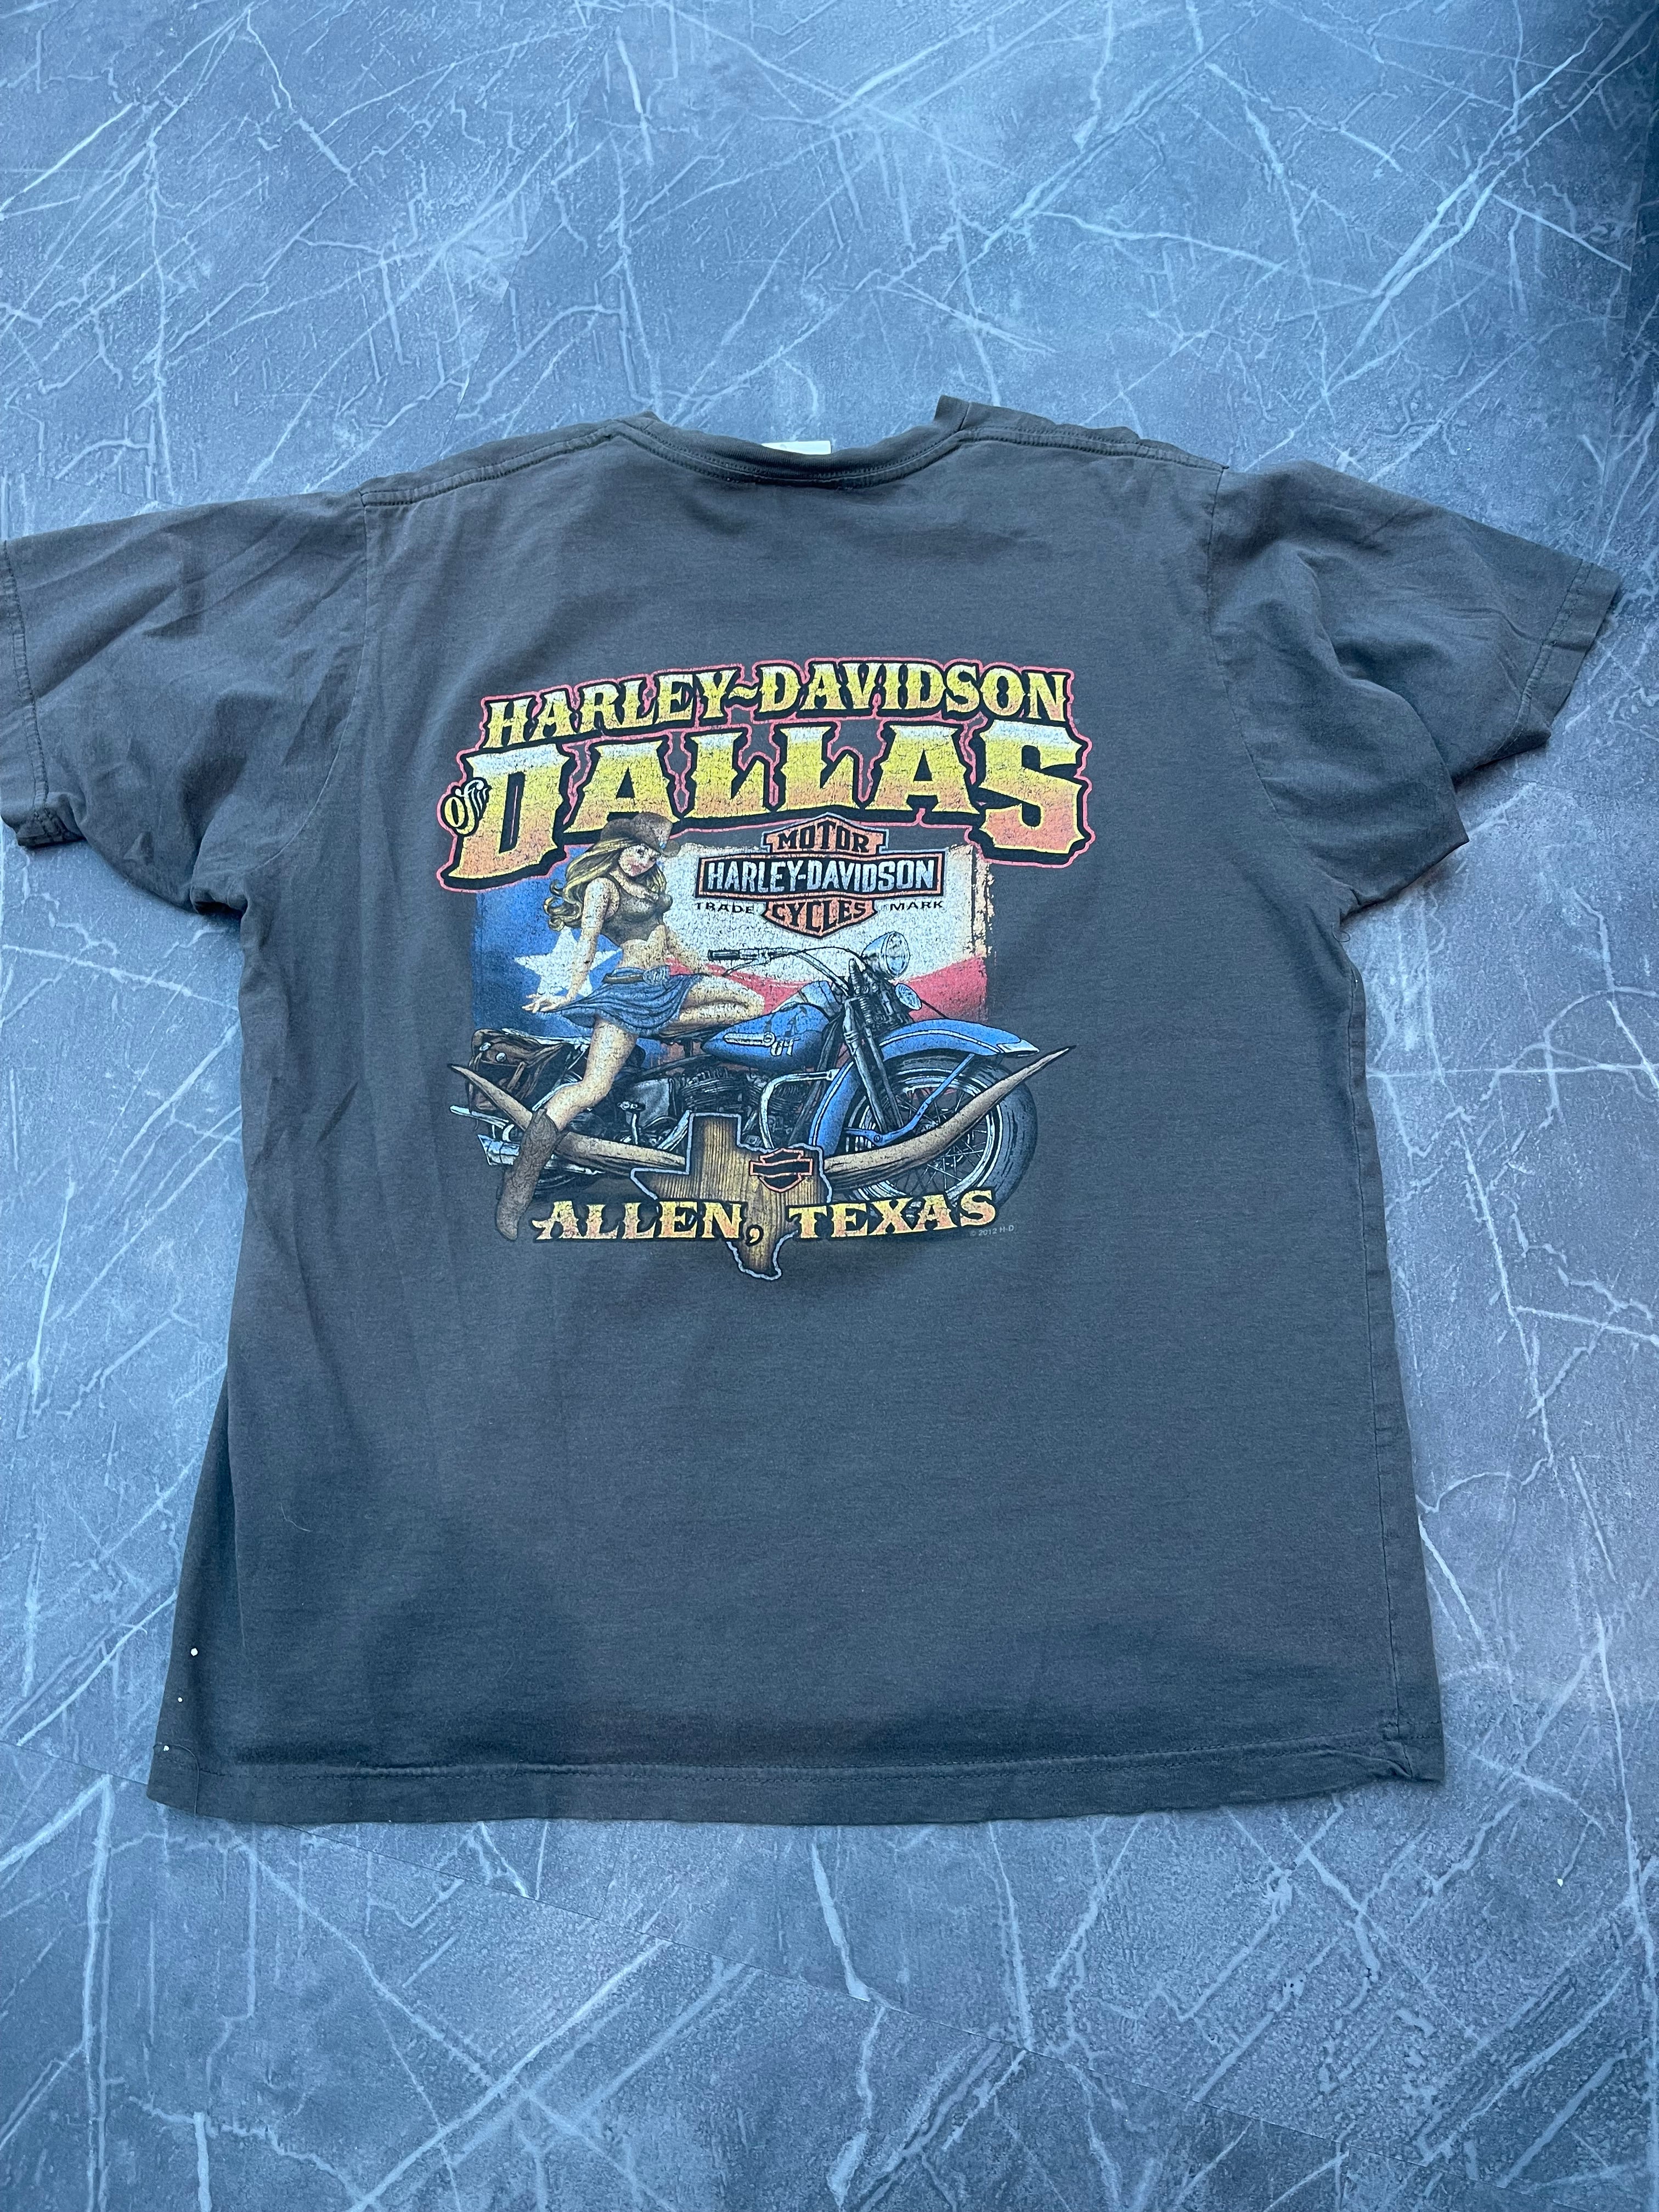 HARLEY~DAVIDSON
OF DALLAS
MOTOR
HARLEY-DAVIDSON
TRADE CYCLES MARK
ALLEN, TEXAS
© 2012 H-D